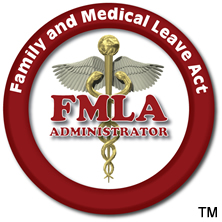 Family and Medical Leave Act
FMLA
ADMINISTRATOR
TM